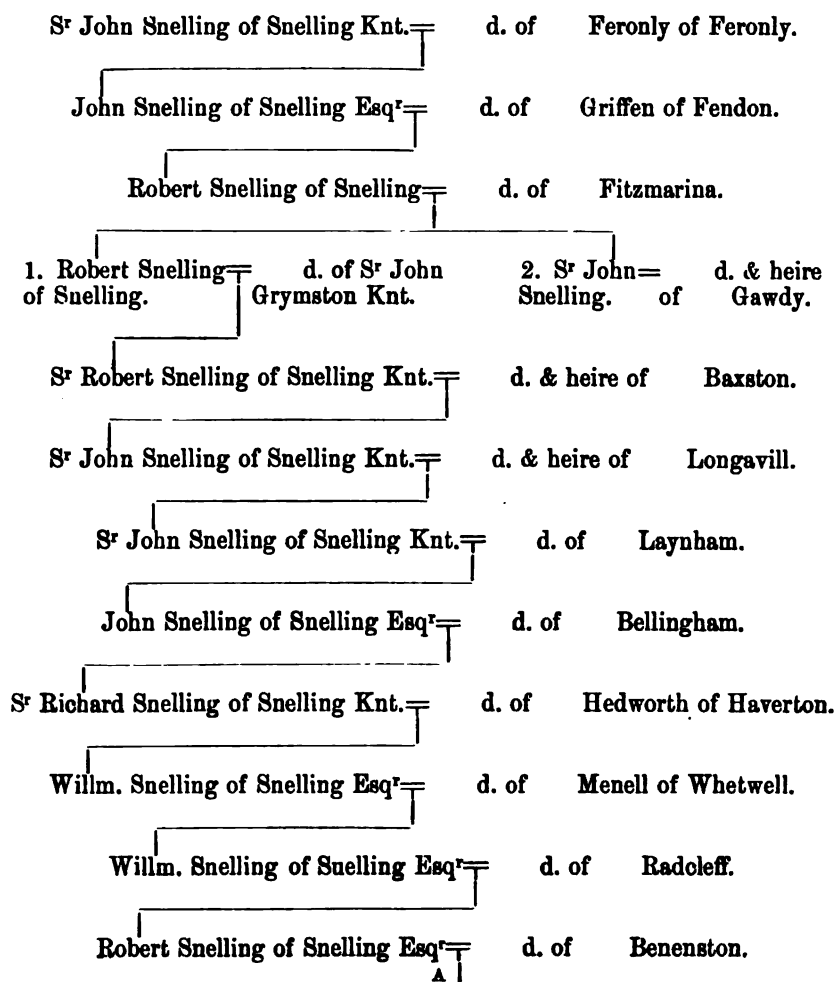 Sʳ John Snelling of Snelling Knt. = d. of Feronly of Feronly.
John Snelling of Snelling Esqʳ = d. of Griffen of Fendon.
Robert Snelling of Snelling = d. of Fitzmarina.
1. Robert Snelling = d. of Sʳ John 2. Sʳ John = d. & heire
of Suelling. Grymston Knt. Snelling. of Gawdy.
Sʳ Robert Snelling of Snelling Knt. = d. & heire of Baxston.
Sʳ John Snelling of Snelling Knt. = d. & heire of Longavill.
Sʳ John Snelling of Snelling Knt. = d. of Laynham.
John Snelling of Snelling Esqʳ = d. of Bellingham.
Sʳ Richard Snelling of Snelling Knt. = d. of Hedworth of Haverton.
Willm. Snelling of Snelling Esqʳ = d. of Menell of Whetwell.
Willm. Snelling of Suelling Esqʳ = d. of Radcleff.
Robert Snelling of Snelling Esqʳ = d. of Benenston.
A